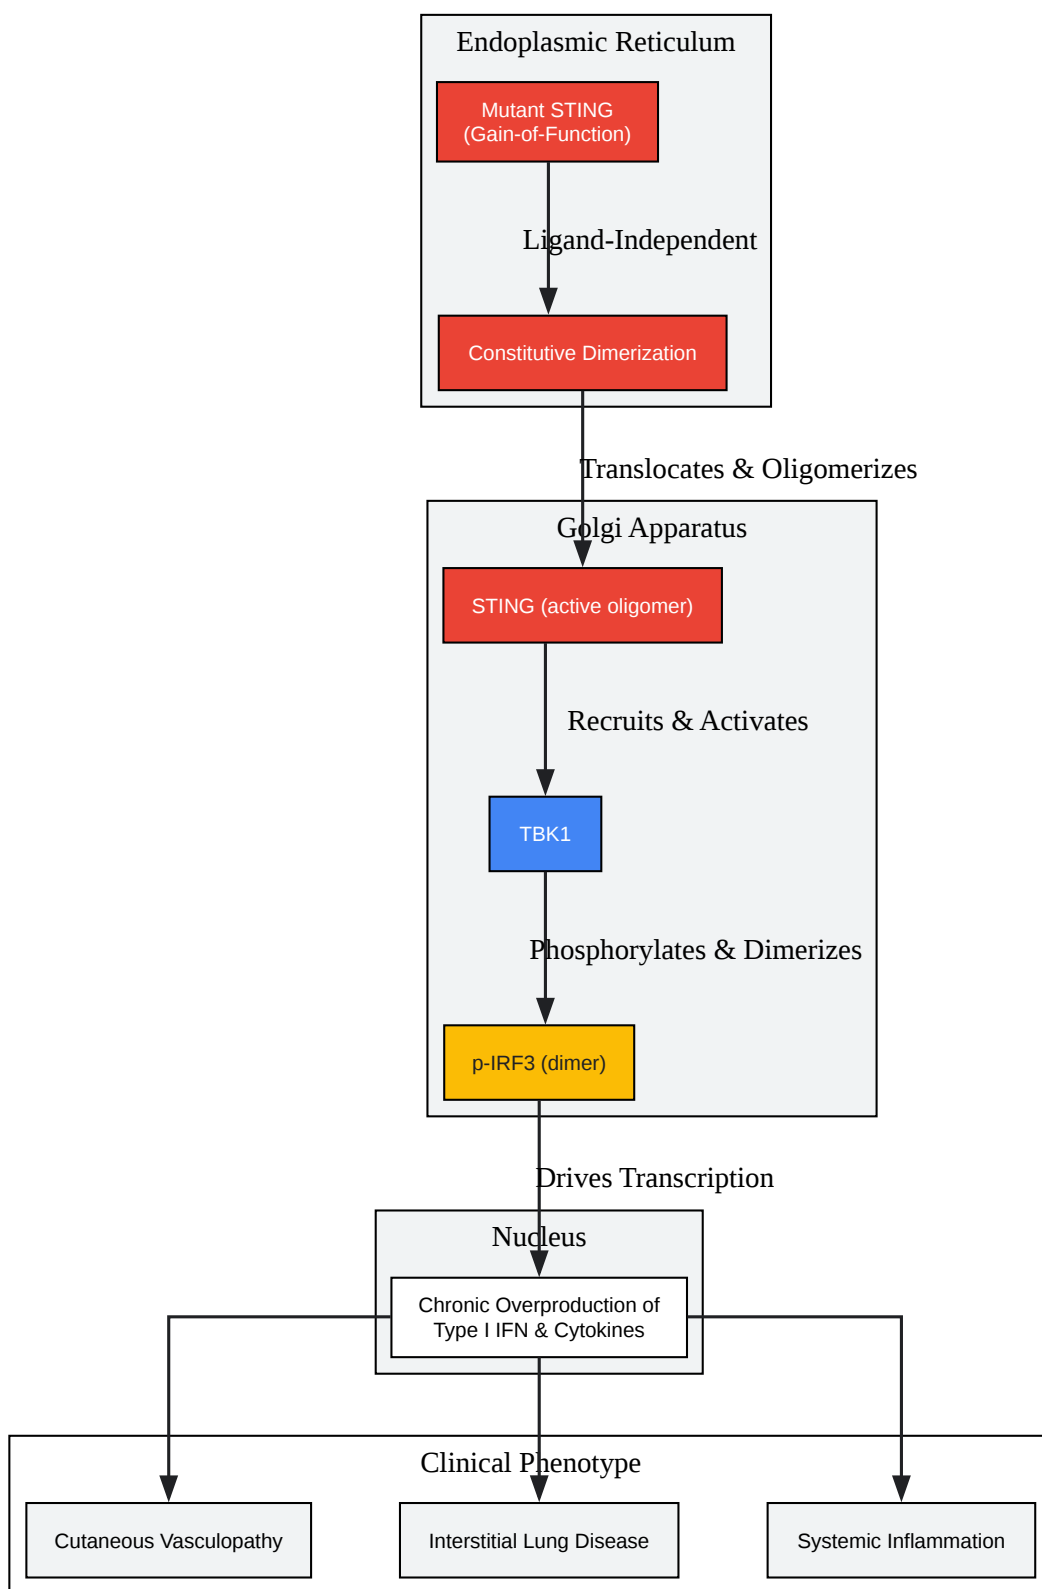 Endoplasmic Reticulum
Mutant STING
(Gain-of-Function)
Ligand-Independent
Constitutive Dimerization
Translocates & Oligomerizes
Golgi Apparatus
STING (active oligomer)
Recruits & Activates
TBK1
Phosphorylates & Dimerizes
p-IRF3 (dimer)
Drives Transcription
Nucleus
Chronic Overproduction of
Type I IFN & Cytokines
Clinical Phenotype
Cutaneous Vasculopathy
Interstitial Lung Disease
Systemic Inflammation